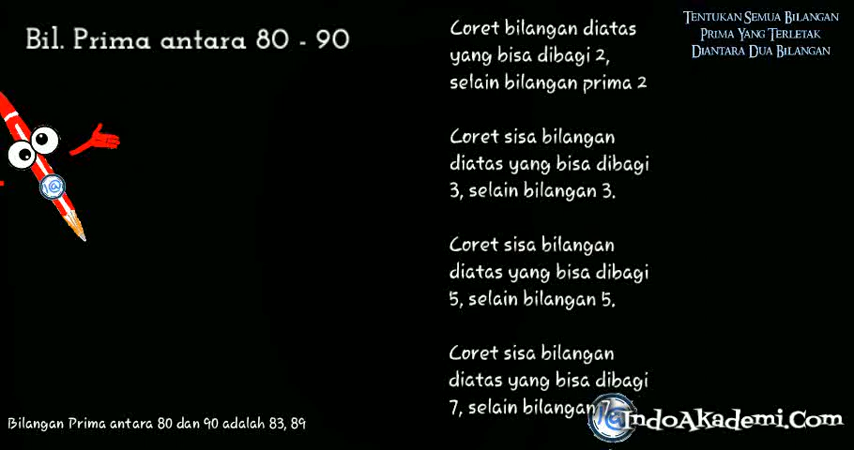 Bil. Prima antara 80 - 90
Coret bilangan diatas
yang bisa dibagi 2,
selain bilangan prima 2
Coret sisa bilangan
diatas yang bisa dibagi
3, selain bilangan 3.
Coret sisa bilangan
diatas yang bisa dibagi
5, selain bilangan 5.
Coret sisa bilangan
diatas yang bisa dibagi
7, selain bilangan 7
Tentukan Semua Bilangan
Prima Yang Terletak
Diantara Dua Bilangan
Bilangan Prima antara 80 dan 90 adalah 83, 89
IndoAkademi.Com